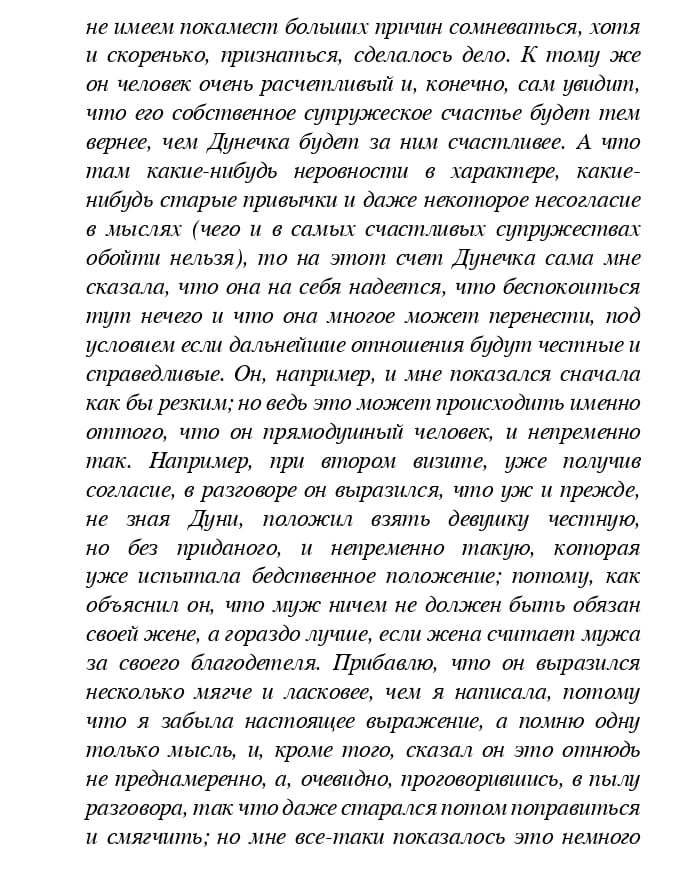 не имеем покамест больших причин сомневаться, хотя
и скоренько, признаться, сделалось дело. К тому же
он человек очень расчетливый и, конечно, сам увидит,
что его собственное супружеское счастье будет тем
вернее, чем Дунечка будет за ним счастливее. А что
там какие-нибудь неровности в характере, какие-
нибудь старые привычки и даже некоторое несогласие
в мыслях (чего и в самых счастливых супружествах
обойти нельзя), то на этот счет Дунечка сама мне
сказала, что она на себя надеется, что беспокоиться
тут нечего и что она многое может перенести, под
условием если дальнейшие отношения будут честные и
справедливые. Он, например, и мне показался сначала
как бы резким; но ведь это может происходить именно
оттого, что он прямодушный человек, и непременно
так. Например, при втором визите, уже получив
согласие, в разговоре он выразился, что уж и прежде,
не зная Дуни, положил взять девушку честную,
но без приданого, и непременно такую, которая
уже испытала бедственное положение; потому, как
объяснил он, что муж ничем не должен быть обязан
своей жене, а гораздо лучше, если жена считает мужа
за своего благодетеля. Прибавлю, что он выразился
несколько мягче и ласковее, чем я написала, потому
что я забыла настоящее выражение, а помню одну
только мысль, и, кроме того, сказал он это отнюдь
не преднамеренно, а, очевидно, проговорившись, в пылу
разговора, так что даже старался потом поправиться
и смягчить; но мне все-таки показалось это немного